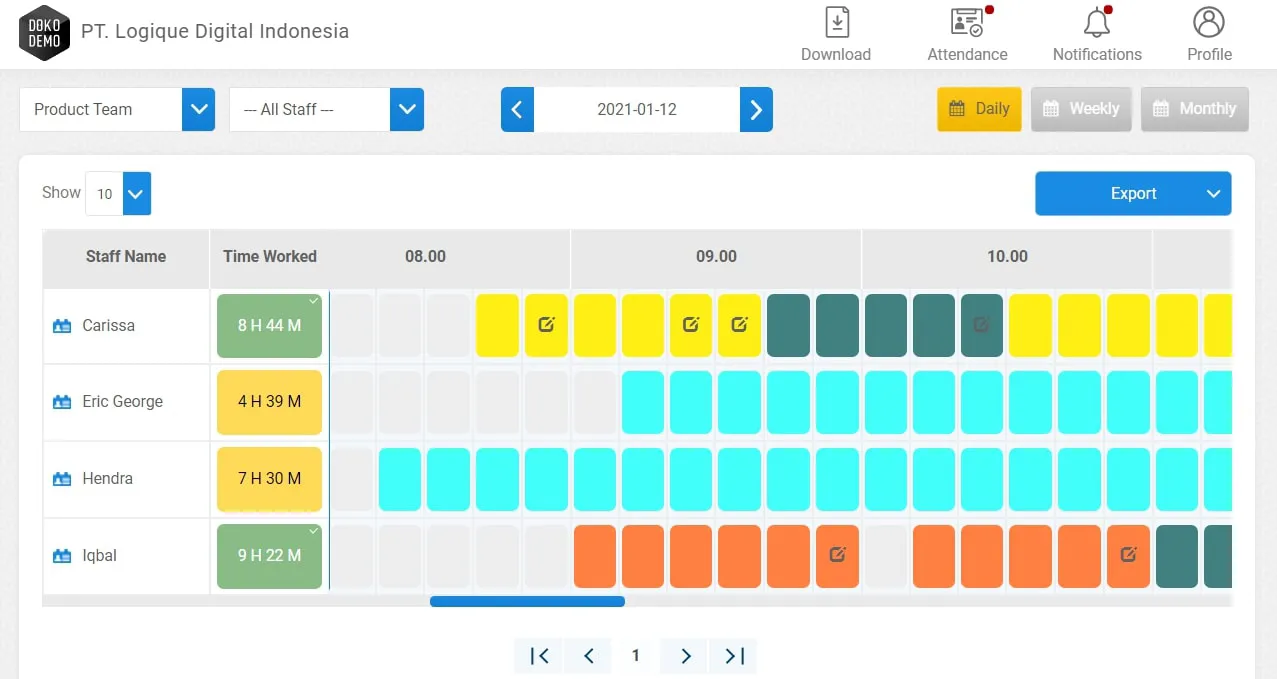 DOKO
DEMO
PT. Logique Digital Indonesia
Download
Attendance
Notifications
Profile
Product Team
--- All Staff ---
2021-01-12
Daily
Weekly
Monthly
Show 10
Export
Staff Name Time Worked 08.00 09.00 10.00
Carissa 8 H 44 M
Eric George 4 H 39 M
Hendra 7 H 30 M
Iqbal 9 H 22 M
1